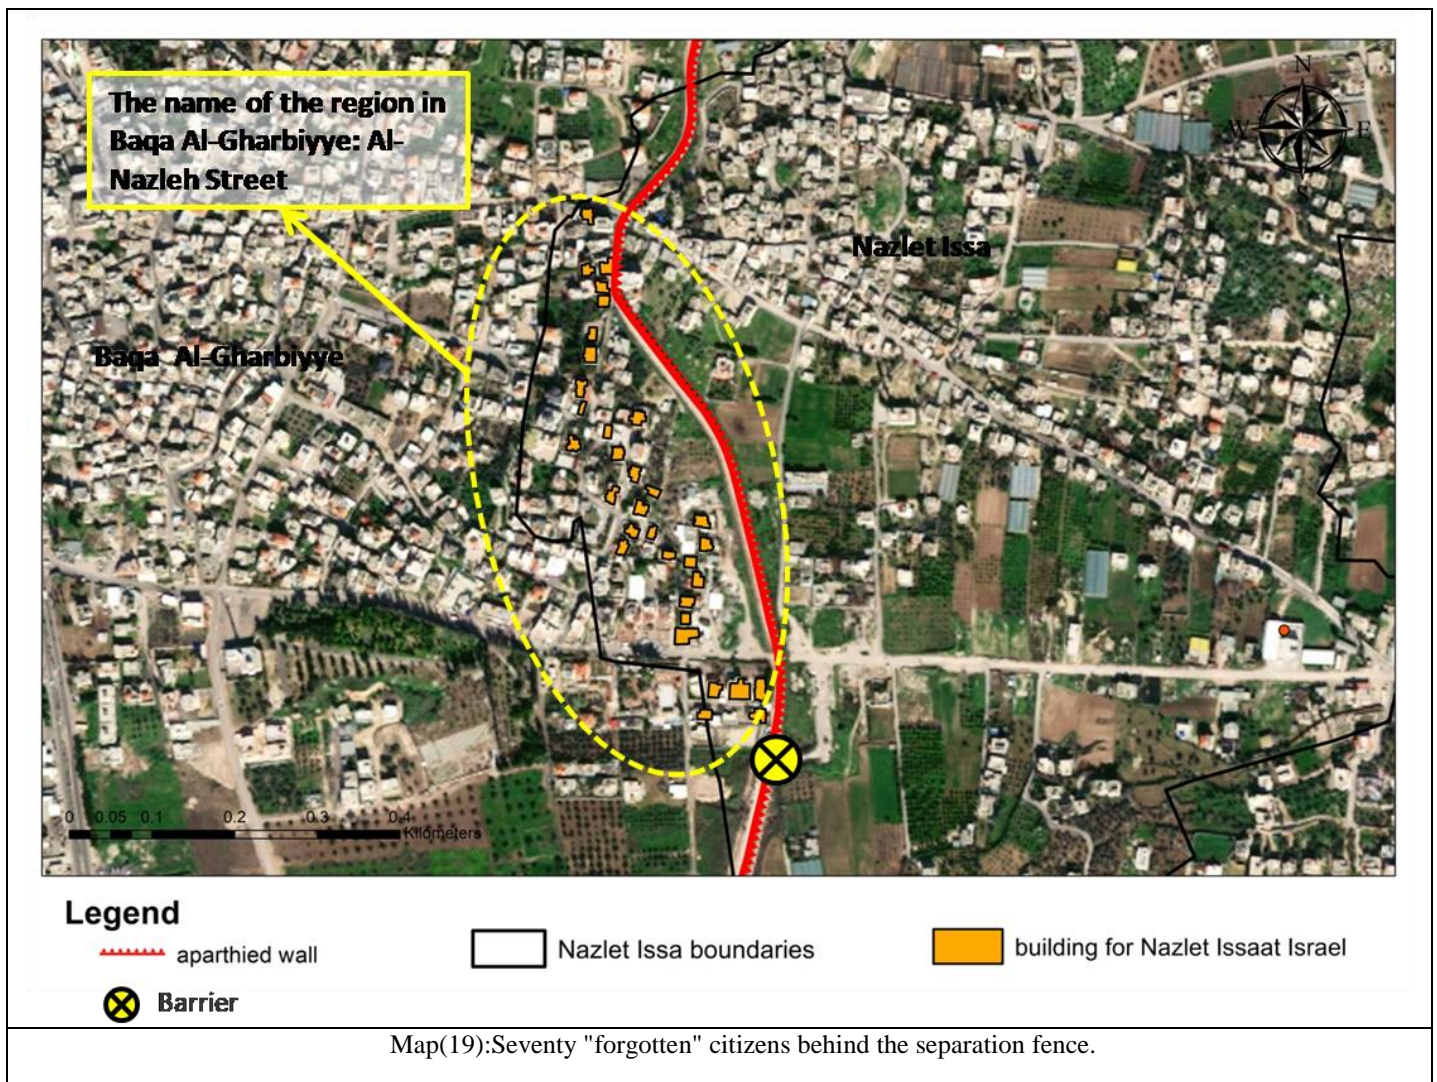 The name of the region in
Baqa Al-Gharbiyye: Al-
Nazleh Street
N
W E
S
Nazlet Issa
Baqa Al-Gharbiyye
0 0.05 0.1 0.2 0.3 0.4
Kilometers
Legend
aparthied wall
Nazlet Issa boundaries
building for Nazlet Issaat Israel
Barrier
Map(19):Seventy "forgotten" citizens behind the separation fence.